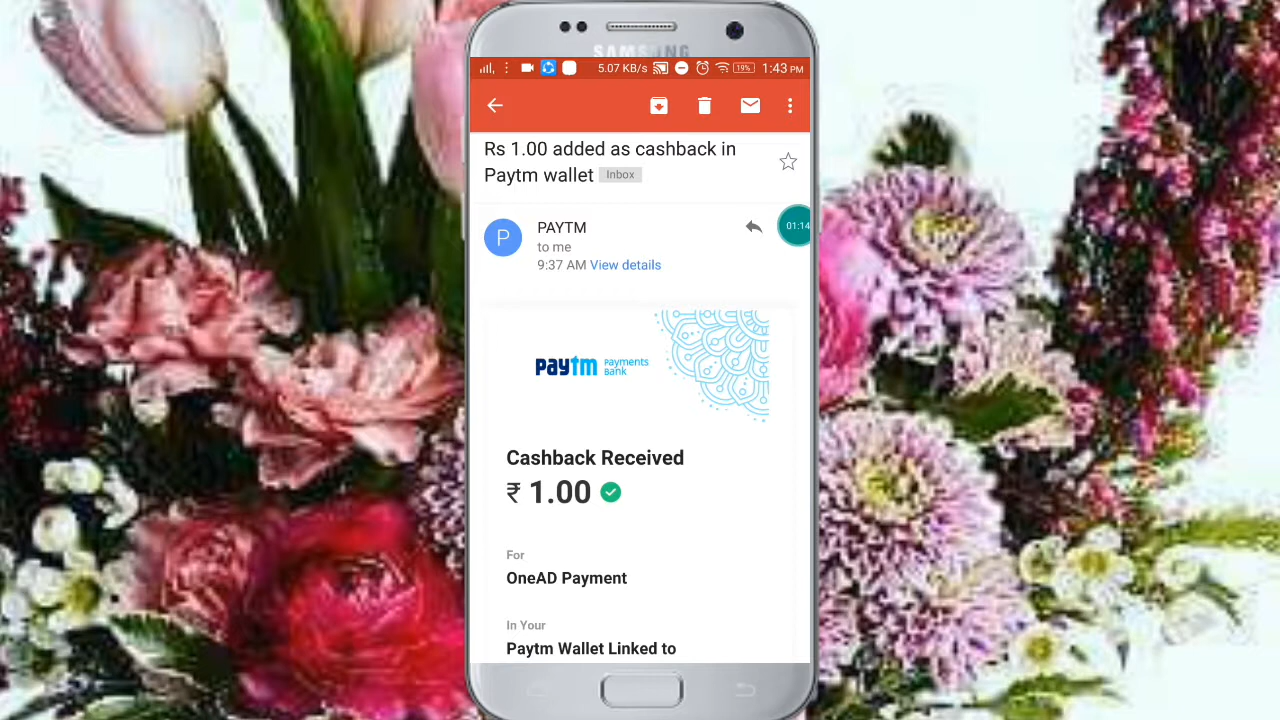 SAMSUNG
5.07 KB/s 19% 1:43 PM
Rs 1.00 added as cashback in
Paytm wallet Inbox
P PAYTM 01:14
to me
9:37 AM View details
paytm Payments
Bank
Cashback Received
₹ 1.00
For
OneAD Payment
In Your
Paytm Wallet Linked to